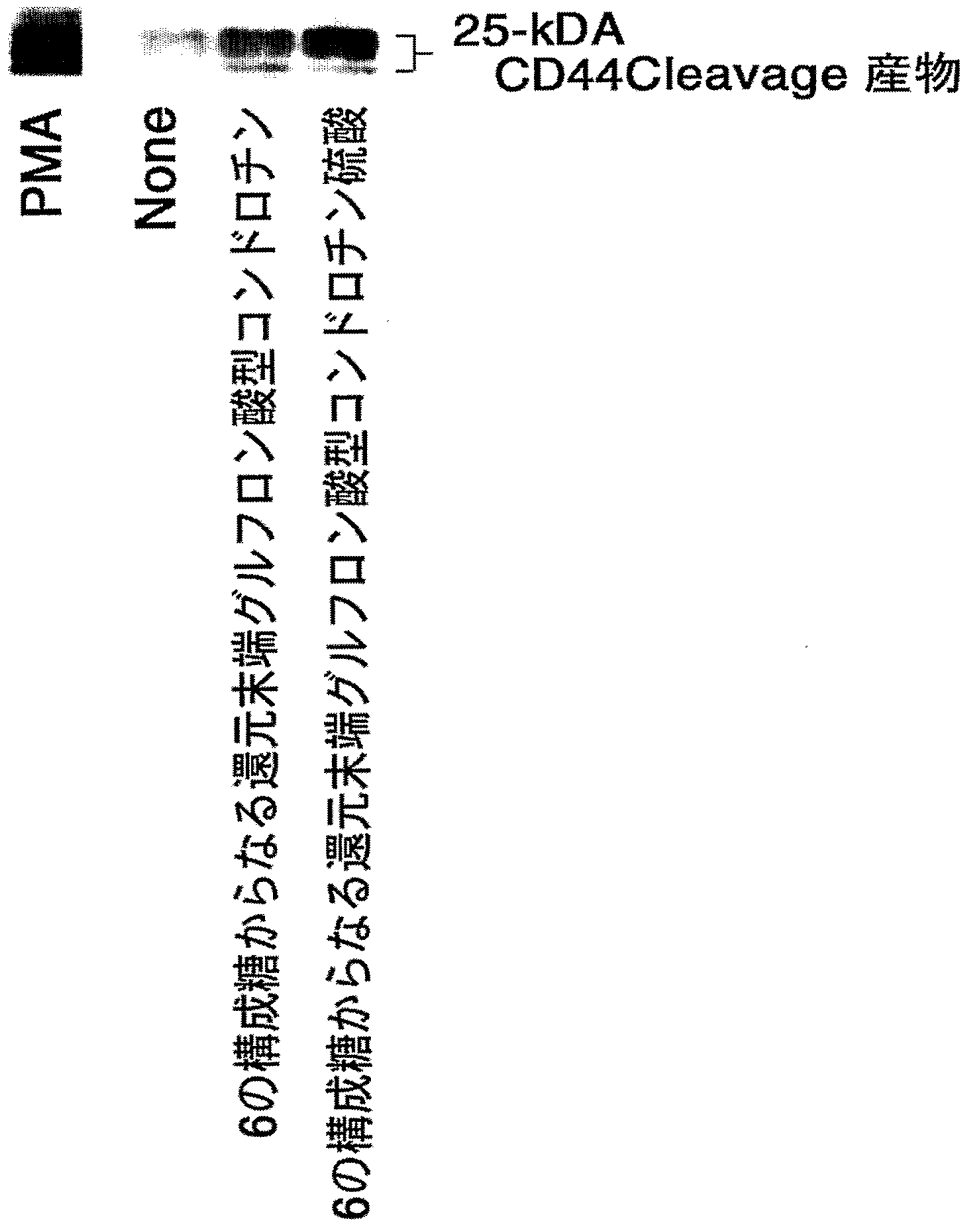 25-kDA
CD44Cleavage 産物
PMA
None
6の構成糖からなる還元末端グルフロン酸型コンドロチン
6の構成糖からなる還元末端グルフロン酸型コンドロチン硫酸